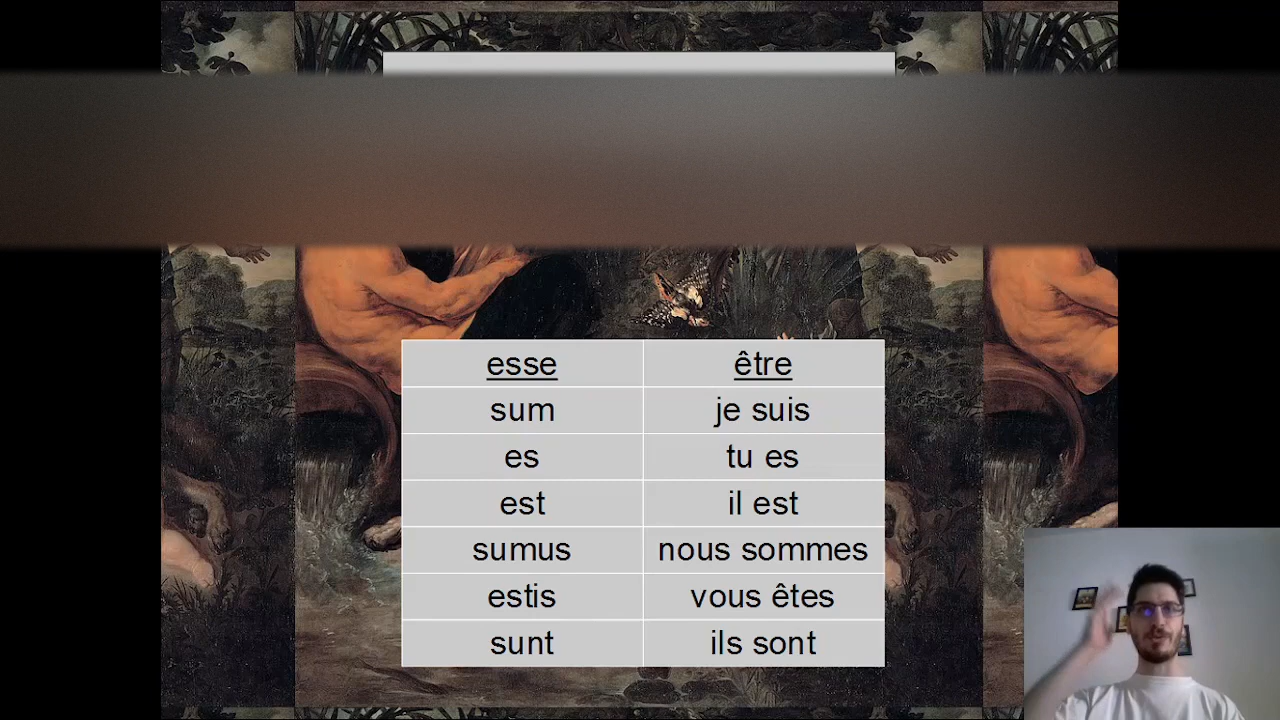 esse être
sum je suis
es tu es
est il est
sumus nous sommes
estis vous êtes
sunt ils sont